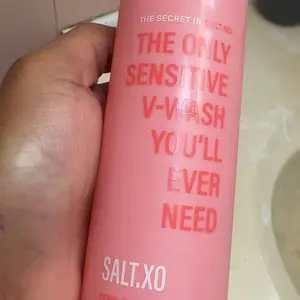 THE SECRET IS
THE ONLY
SENSITIVE
V-WASH
YOU'LL
EVER
NEED
SALT.XO